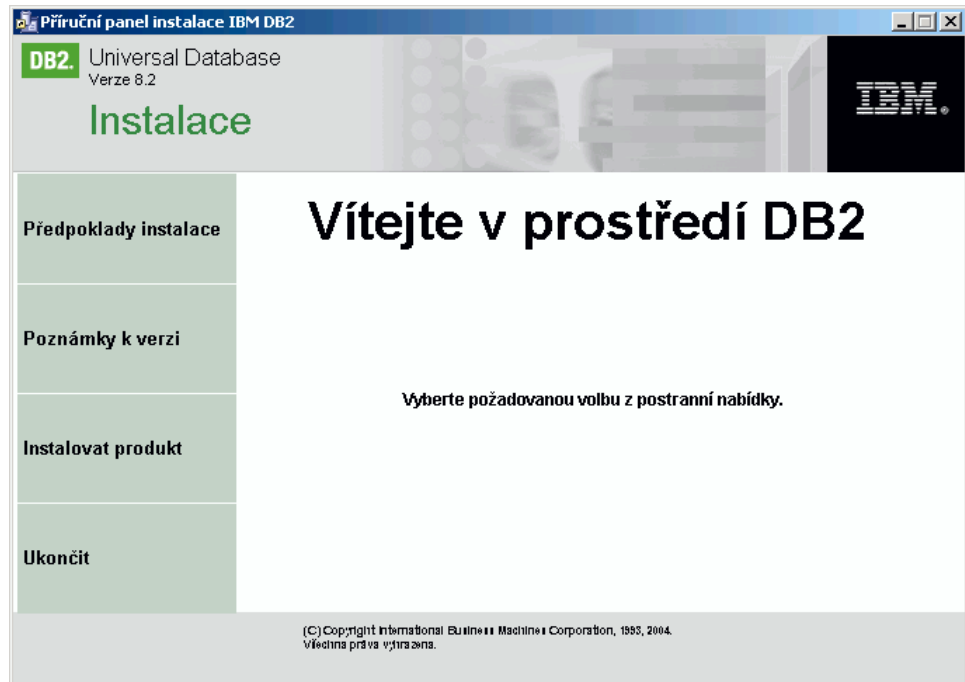 Příruční panel instalace IBM DB2
DB2.
Universal Database
Verze 8.2
Instalace
IBM®
Předpoklady instalace
Vítejte v prostředí DB2
Poznámky k verzi
Vyberte požadovanou volbu z postranní nabídky.
Instalovat produkt
Ukončit
(C) Copyright International Business Machines Corporation, 1993, 2004.
Všechna práva vyhrazena.